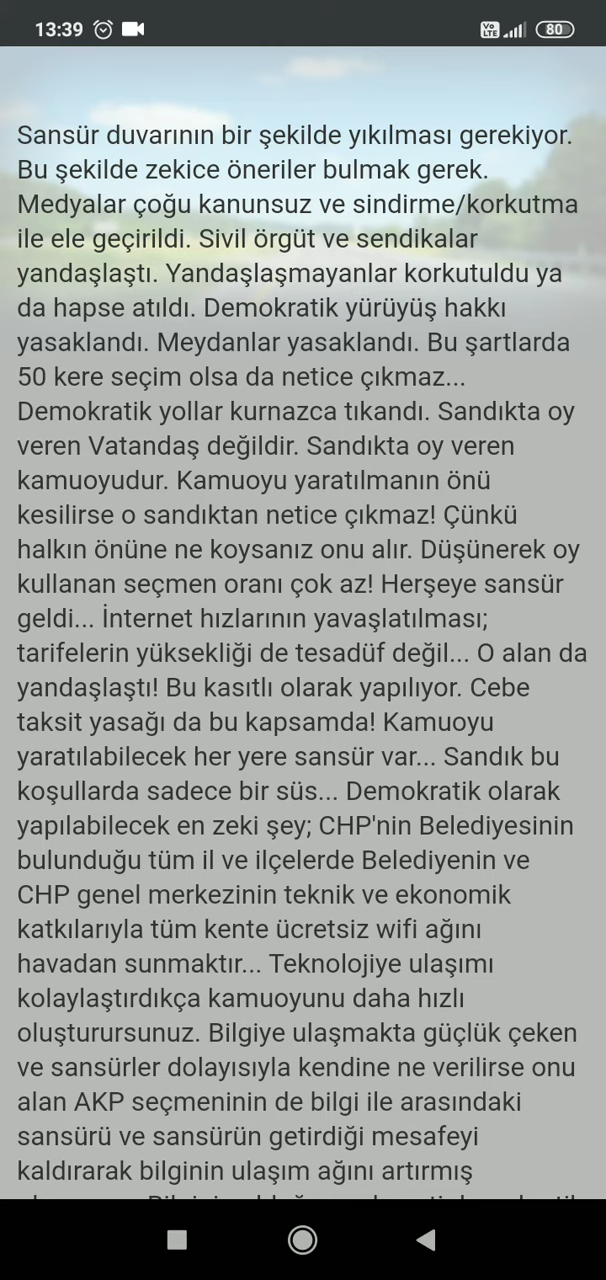 13:39
Vo LTE
80
Sansür duvarının bir şekilde yıkılması gerekiyor.
Bu şekilde zekice öneriler bulmak gerek.
Medyalar çoğu kanunsuz ve sindirme/korkutma
ile ele geçirildi. Sivil örgüt ve sendikalar
yandaşlaştı. Yandaşlaşmayanlar korkutuldu ya
da hapse atıldı. Demokratik yürüyüş hakkı
yasaklandı. Meydanlar yasaklandı. Bu şartlarda
50 kere seçim olsa da netice çıkmaz...
Demokratik yollar kurnazca tıkandı. Sandıkta oy
veren Vatandaş değildir. Sandıkta oy veren
kamuoyudur. Kamuoyu yaratılmanın önü
kesilirse o sandıktan netice çıkmaz! Çünkü
halkın önüne ne koysanız onu alır. Düşünerek oy
kullanan seçmen oranı çok az! Herşeye sansür
geldi... İnternet hızlarının yavaşlatılması;
tarifelerin yüksekliği de tesadüf değil... O alan da
yandaşlaştı! Bu kasıtlı olarak yapılıyor. Cebe
taksit yasağı da bu kapsamda! Kamuoyu
yaratılabilecek her yere sansür var... Sandık bu
koşullarda sadece bir süs... Demokratik olarak
yapılabilecek en zeki şey; CHP'nin Belediyesinin
bulunduğu tüm il ve ilçelerde Belediyenin ve
CHP genel merkezinin teknik ve ekonomik
katkılarıyla tüm kente ücretsiz wifi ağını
havadan sunmaktır... Teknolojiye ulaşımı
kolaylaştırdıkça kamuoyunu daha hızlı
oluşturursunuz. Bilgiye ulaşmakta güçlük çeken
ve sansürler dolayısıyla kendine ne verilirse onu
alan AKP seçmeninin de bilgi ile arasındaki
sansürü ve sansürün getirdiği mesafeyi
kaldırarak bilginin ulaşım ağını artırmış